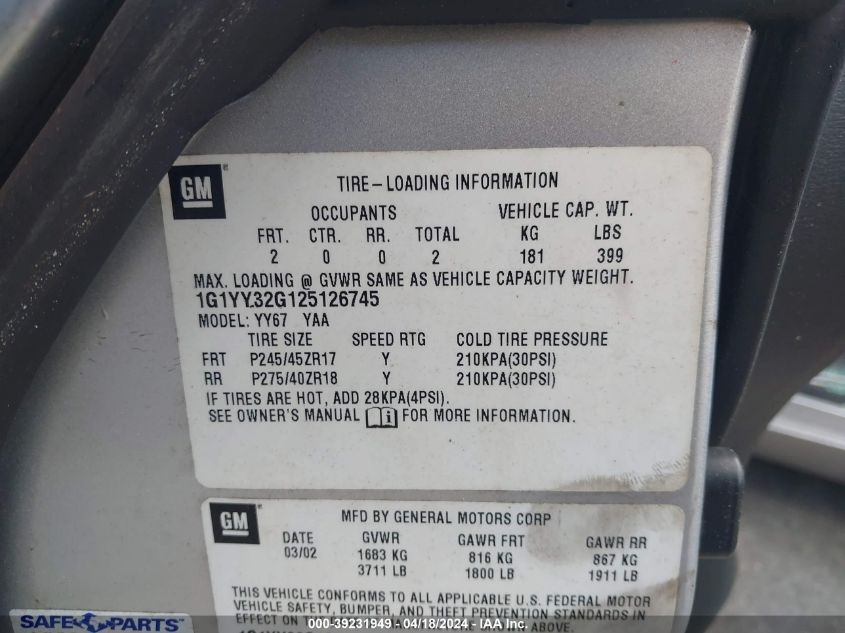 GM
TIRE-LOADING INFORMATION
OCCUPANTS VEHICLE CAP. WT.
FRT. CTR. RR. TOTAL KG LBS
2 0 0 2 181 399
MAX. LOADING @ GVWR SAME AS VEHICLE CAPACITY WEIGHT.
1G1YY32G125126745
MODEL: YY67 YAA
TIRE SIZE SPEED RTG COLD TIRE PRESSURE
FRT P245/45ZR17 Y 210KPA(30PSI)
RR P275/40ZR18 Y 210KPA(30PSI)
IF TIRES ARE HOT, ADD 28KPA(4PSI).
SEE OWNER'S MANUAL FOR MORE INFORMATION.
GM
MFD BY GENERAL MOTORS CORP
DATE GVWR GAWR FRT GAWR RR
03/02 1683 KG 816 KG 867 KG
3711 LB 1800 LB 1911 LB
THIS VEHICLE CONFORMS TO ALL APPLICABLE U.S. FEDERAL MOTOR
VEHICLE SAFETY, BUMPER, AND THEFT PREVENTION STANDARDS IN
EFFECT ON THE
SAFE PARTS
000-39231949 - 04/18/2024 - IAA Inc.